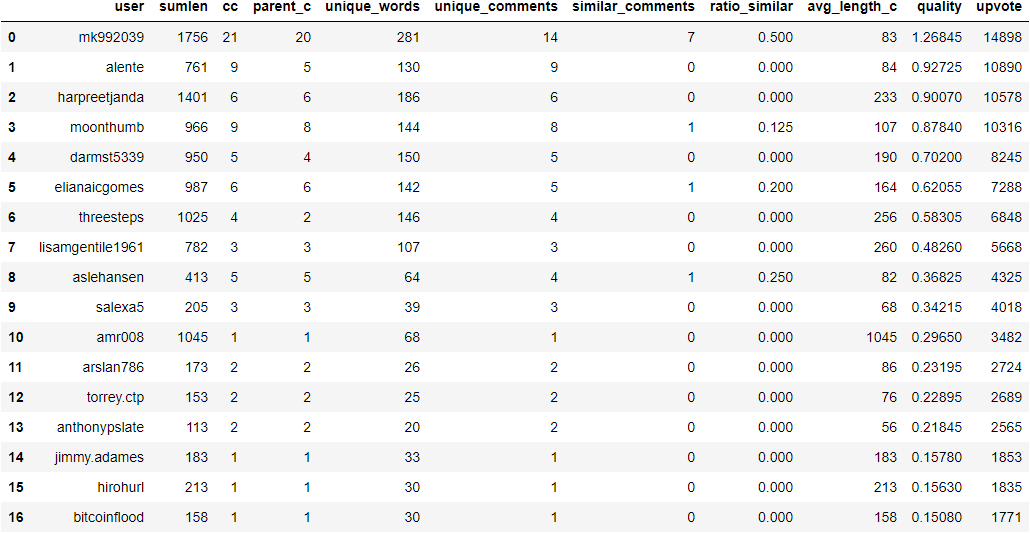 user sumlen cc parent_c unique_words unique_comments similar_comments ratio_similar avg_length_c quality upvote
0 mk992039 1756 21 20 281 14 7 0.500 83 1.26845 14898
1 alente 761 9 5 130 9 0 0.000 84 0.92725 10890
2 harpreetjanda 1401 6 6 186 6 0 0.000 233 0.90070 10578
3 moonthumb 966 9 8 144 8 1 0.125 107 0.87840 10316
4 darmst5339 950 5 4 150 5 0 0.000 190 0.70200 8245
5 elianaicgomes 987 6 6 142 5 1 0.200 164 0.62055 7288
6 threesteps 1025 4 2 146 4 0 0.000 256 0.58305 6848
7 lisamgentile1961 782 3 3 107 3 0 0.000 260 0.48260 5668
8 aslehansen 413 5 5 64 4 1 0.250 82 0.36825 4325
9 salexa5 205 3 3 39 3 0 0.000 68 0.34215 4018
10 amr008 1045 1 1 68 1 0 0.000 1045 0.29650 3482
11 arslan786 173 2 2 26 2 0 0.000 86 0.23195 2724
12 torrey.ctp 153 2 2 25 2 0 0.000 76 0.22895 2689
13 anthonypslate 113 2 2 20 2 0 0.000 56 0.21845 2565
14 jimmy.adames 183 1 1 33 1 0 0.000 183 0.15780 1853
15 hirohurl 213 1 1 30 1 0 0.000 213 0.15630 1835
16 bitcoinflood 158 1 1 30 1 0 0.000 158 0.15080 1771